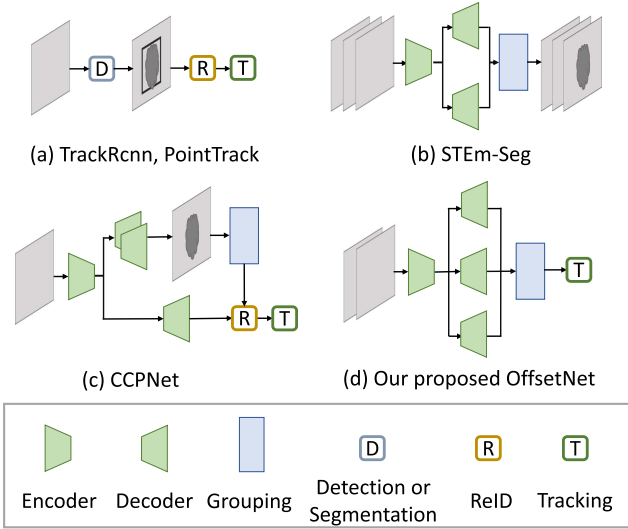 D
R
T
(a) TrackRcnn, PointTrack
(b) STEm-Seg
R
T
T
(c) CCPNet
(d) Our proposed OffsetNet
D
R
T
Encoder
Decoder
Grouping
Detection or
Segmentation
ReID
Tracking